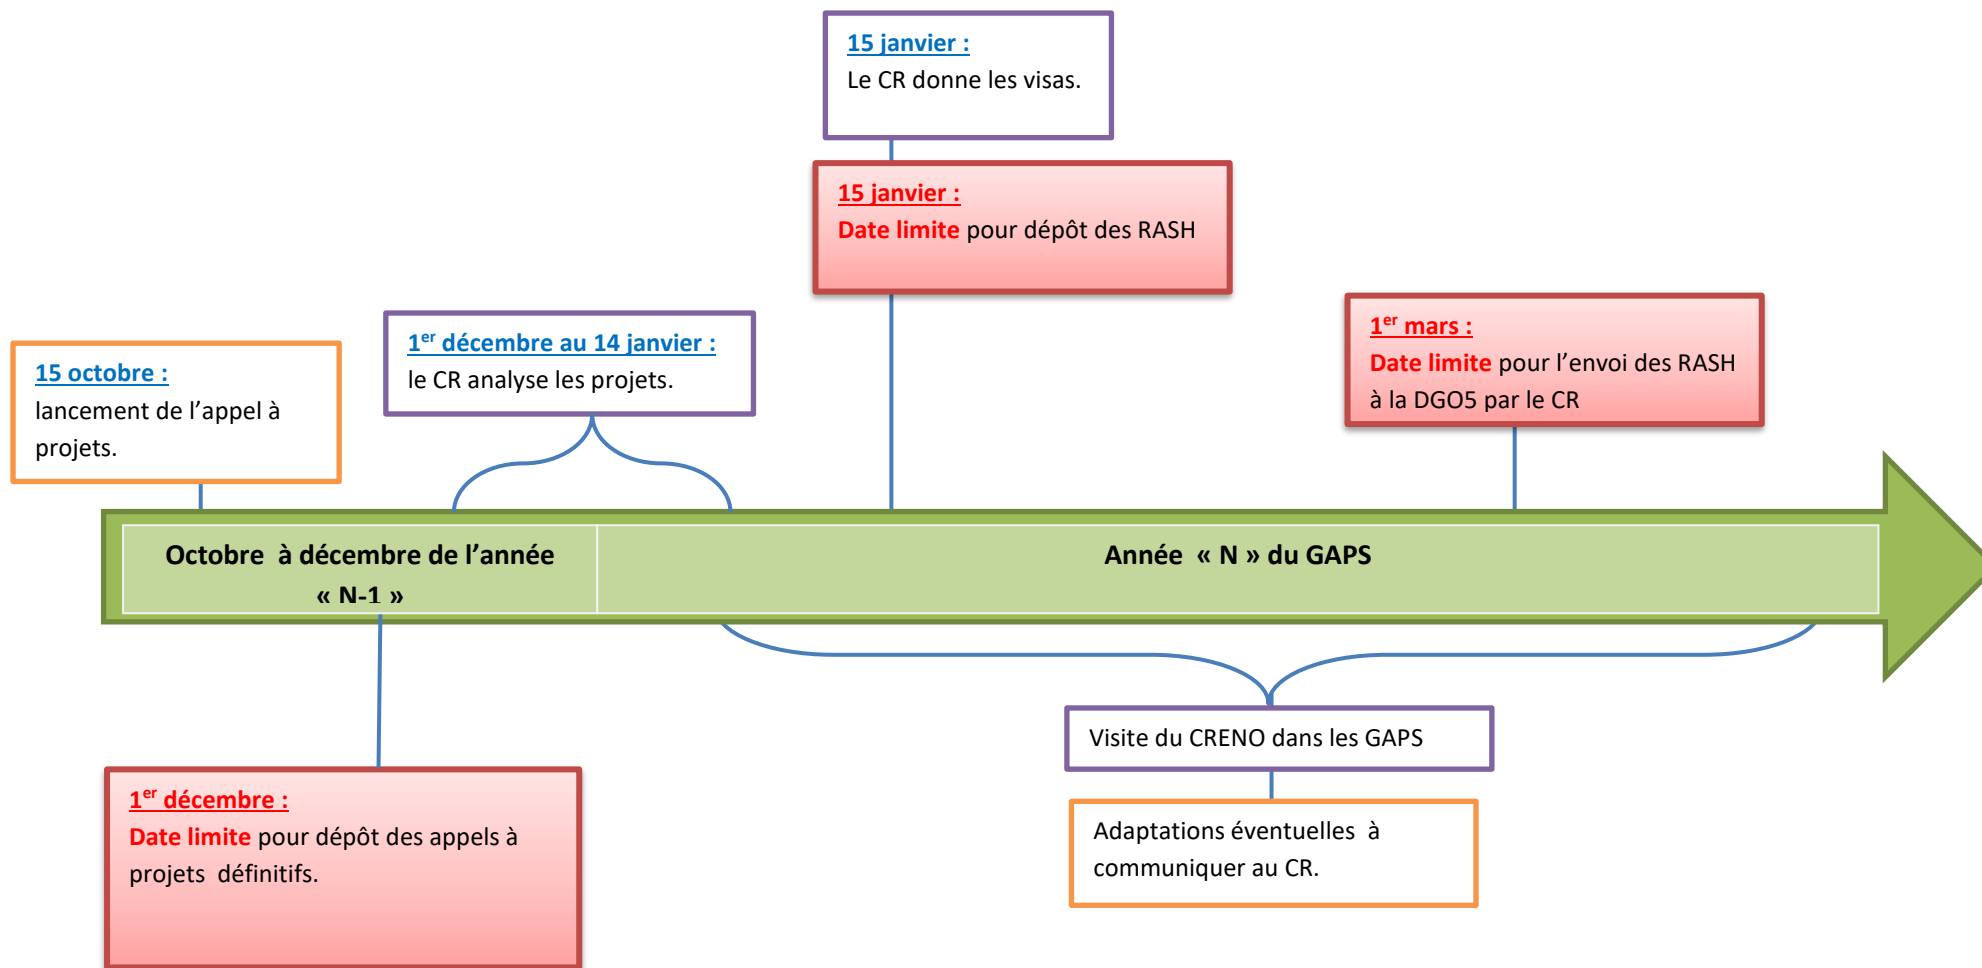 15 janvier :
Le CR donne les visas.
15 janvier :
Date limite pour dépôt des RASH
1er mars :
Date limite pour l’envoi des RASH
à la DGO5 par le CR
1er décembre au 14 janvier :
le CR analyse les projets.
15 octobre :
lancement de l’appel à
projets.
Octobre à décembre de l’année
« N-1 »
Année « N » du GAPS
Visite du CRENO dans les GAPS
Adaptations éventuelles à
communiquer au CR.
1er décembre :
Date limite pour dépôt des appels à
projets définitifs.